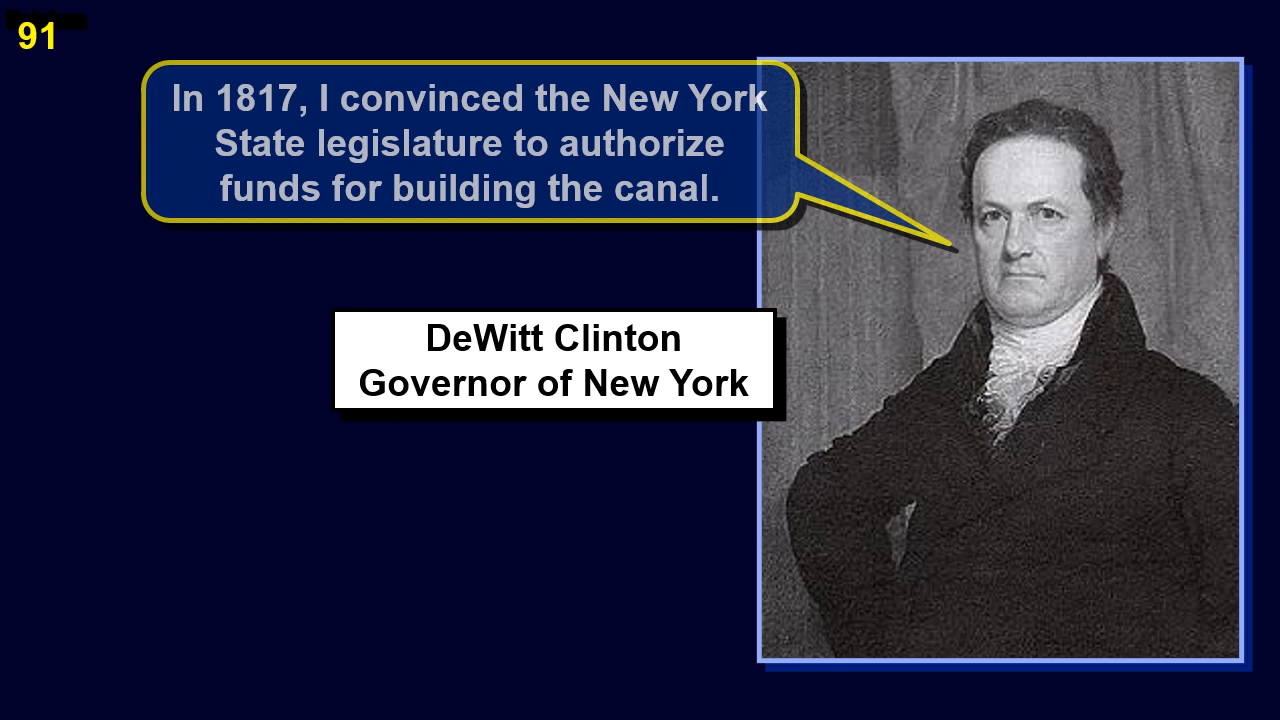 91
In 1817, I convinced the New York
State legislature to authorize
funds for building the canal.
DeWitt Clinton
Governor of New York